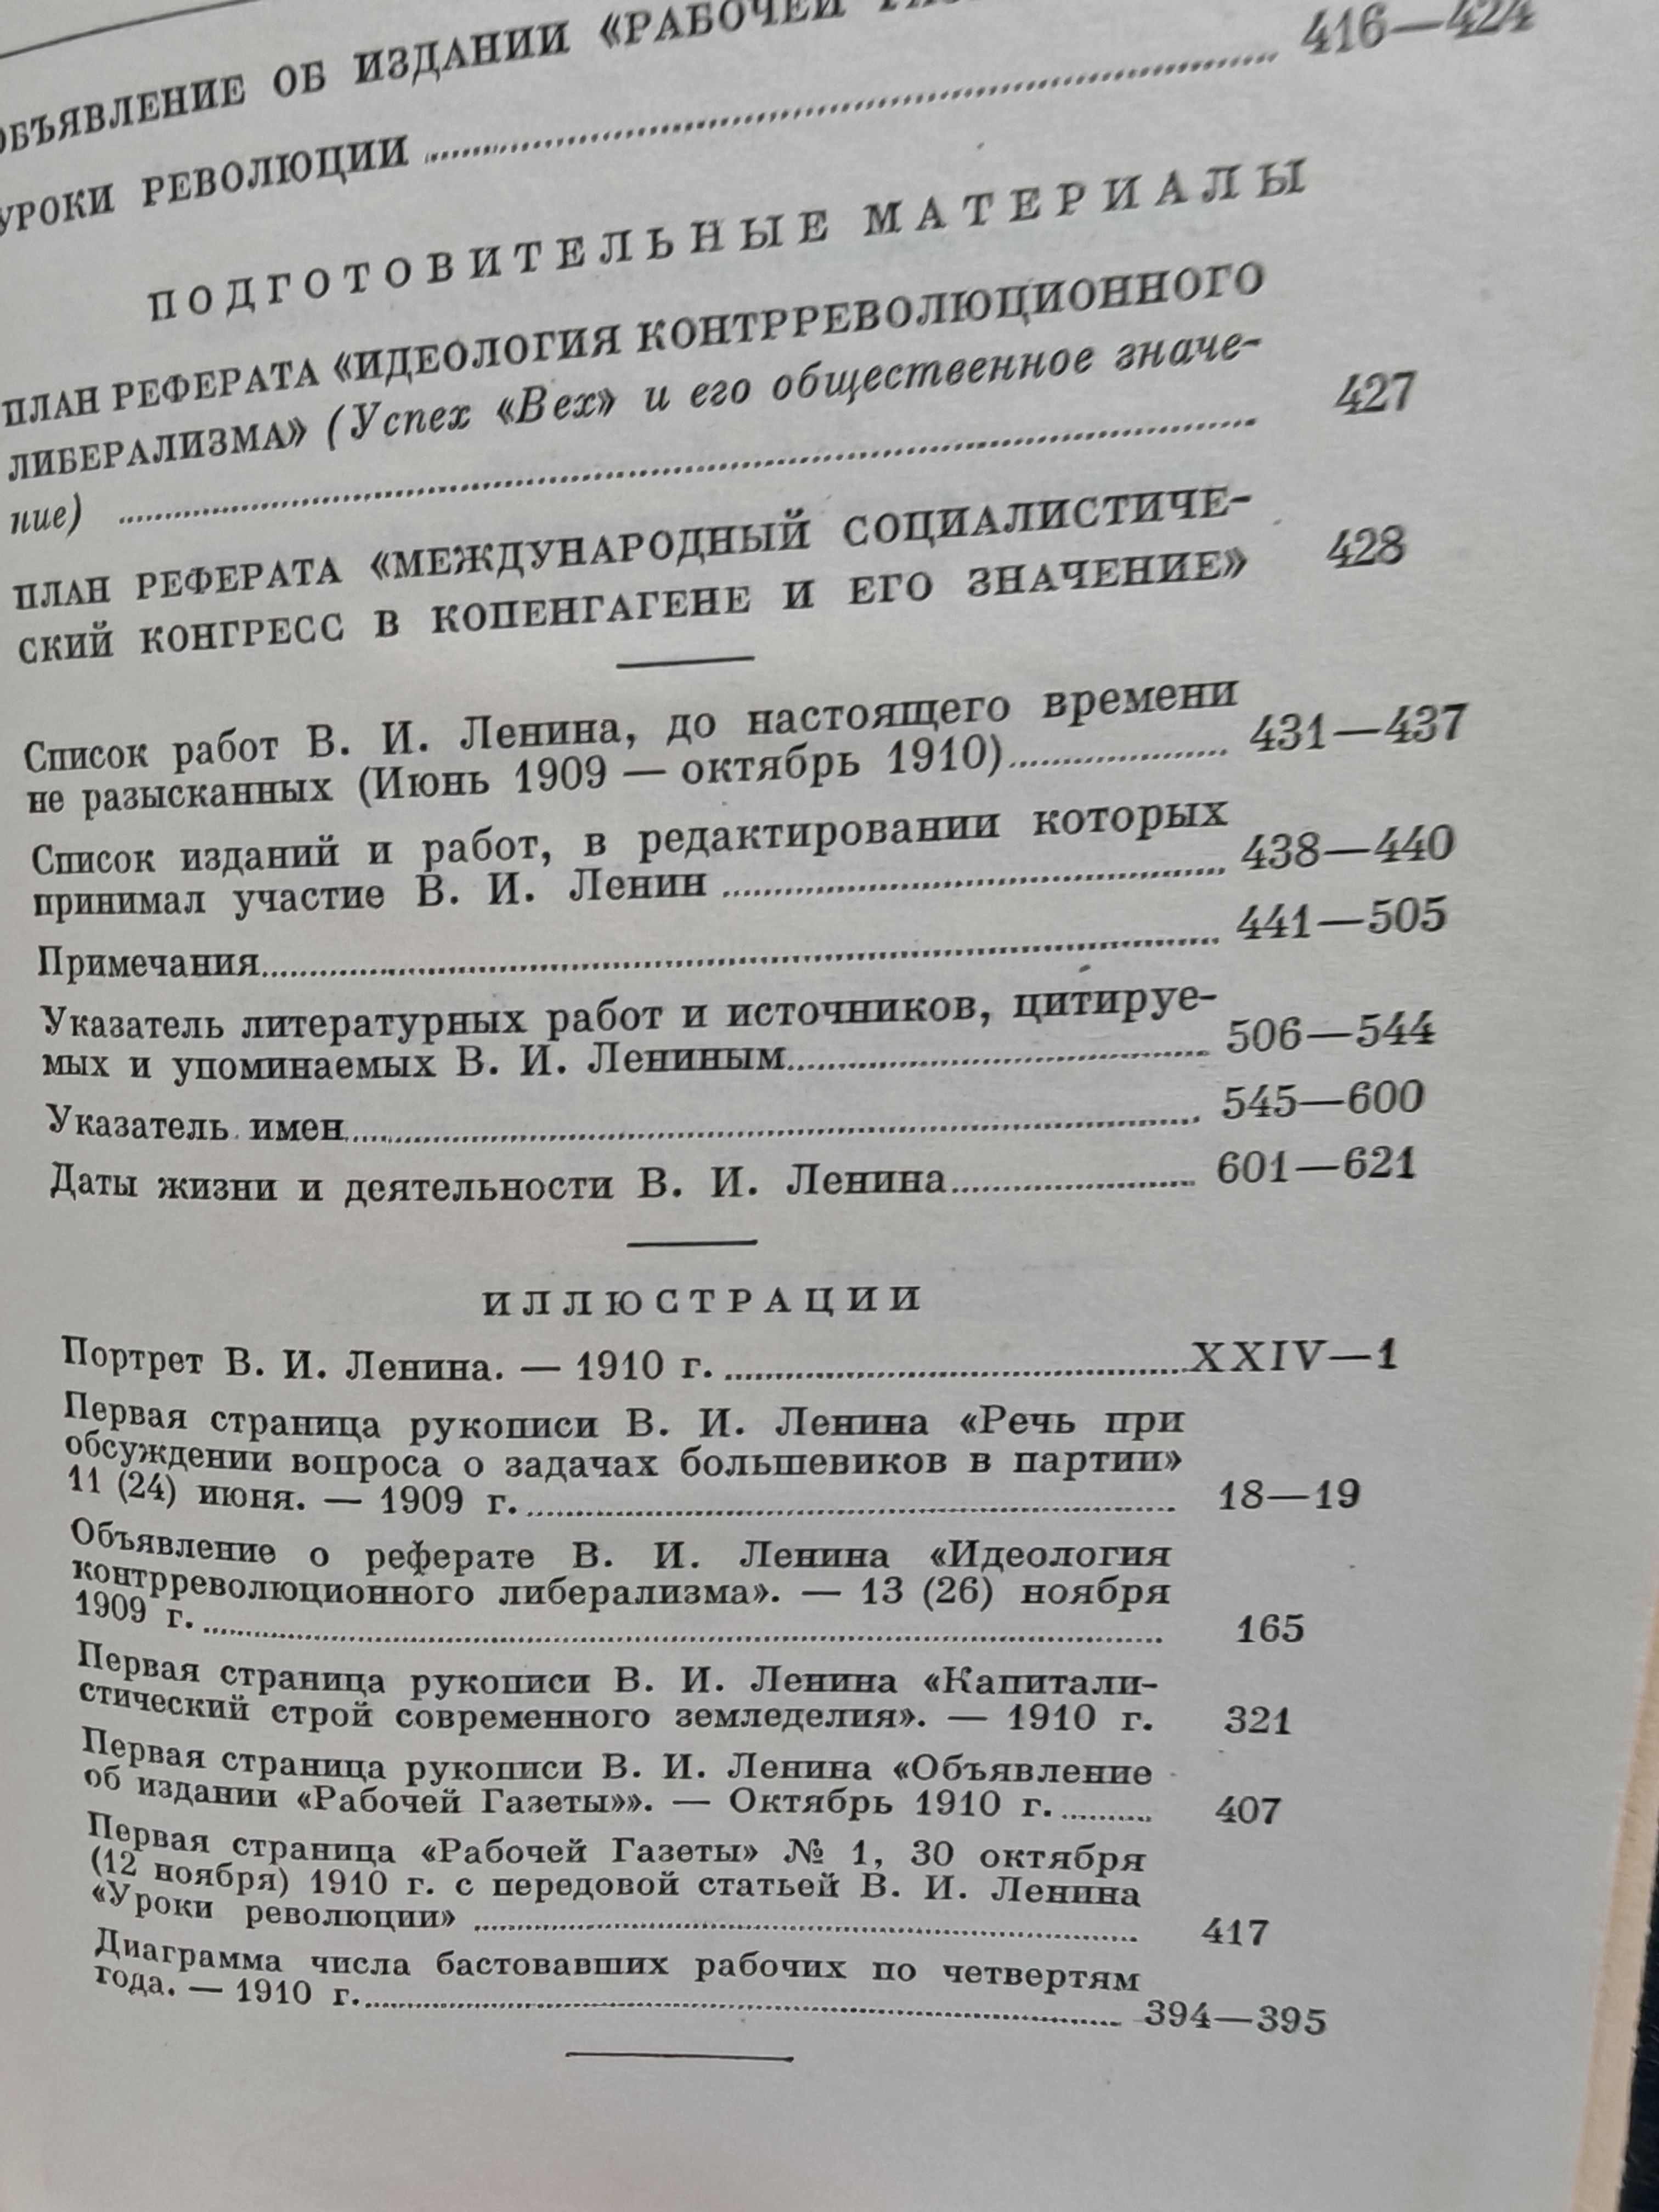 ОБЪЯВЛЕНИЕ ОБ ИЗДАНИИ «РАБОЧЕЙ
УРОКИ РЕВОЛЮЦИИ ........ 416—424
ПОДГОТОВИТЕЛЬНЫЕ МАТЕРИАЛЫ
ПЛАН РЕФЕРАТА «ИДЕОЛОГИЯ КОНТРРЕВОЛЮЦИОННОГО
ЛИБЕРАЛИЗМА» (Успех «Вех» и его общественное значе-
ние) ........ 427
ПЛАН РЕФЕРАТА «МЕЖДУНАРОДНЫЙ СОЦИАЛИСТИЧЕ-
СКИЙ КОНГРЕСС В КОПЕНГАГЕНЕ И ЕГО ЗНАЧЕНИЕ» 428
Список работ В. И. Ленина, до настоящего времени
не разысканных (Июнь 1909 — октябрь 1910)........ 431—437
Список изданий и работ, в редактировании которых
принимал участие В. И. Ленин ........ 438—440
Примечания........ 441—505
Указатель литературных работ и источников, цитируе-
мых и упоминаемых В. И. Лениным........ 506—544
Указатель имен........ 545—600
Даты жизни и деятельности В. И. Ленина........ 601—621
ИЛЛЮСТРАЦИИ
Портрет В. И. Ленина. — 1910 г. ........XXIV—1
Первая страница рукописи В. И. Ленина «Речь при
обсуждении вопроса о задачах большевиков в партии»
11 (24) июня. — 1909 г. ........ 18—19
Объявление о реферате В. И. Ленина «Идеология
контрреволюционного либерализма». — 13 (26) ноября
1909 г. ........ 165
Первая страница рукописи В. И. Ленина «Капитали-
стический строй современного земледелия». — 1910 г. 321
Первая страница рукописи В. И. Ленина «Объявление
об издании «Рабочей Газеты»». — Октябрь 1910 г. ........ 407
Первая страница «Рабочей Газеты» № 1, 30 октября
(12 ноября) 1910 г. с передовой статьей В. И. Ленина
«Уроки революции» ........ 417
Диаграмма числа бастовавших рабочих по четвертям
года. — 1910 г. ........ 394—395